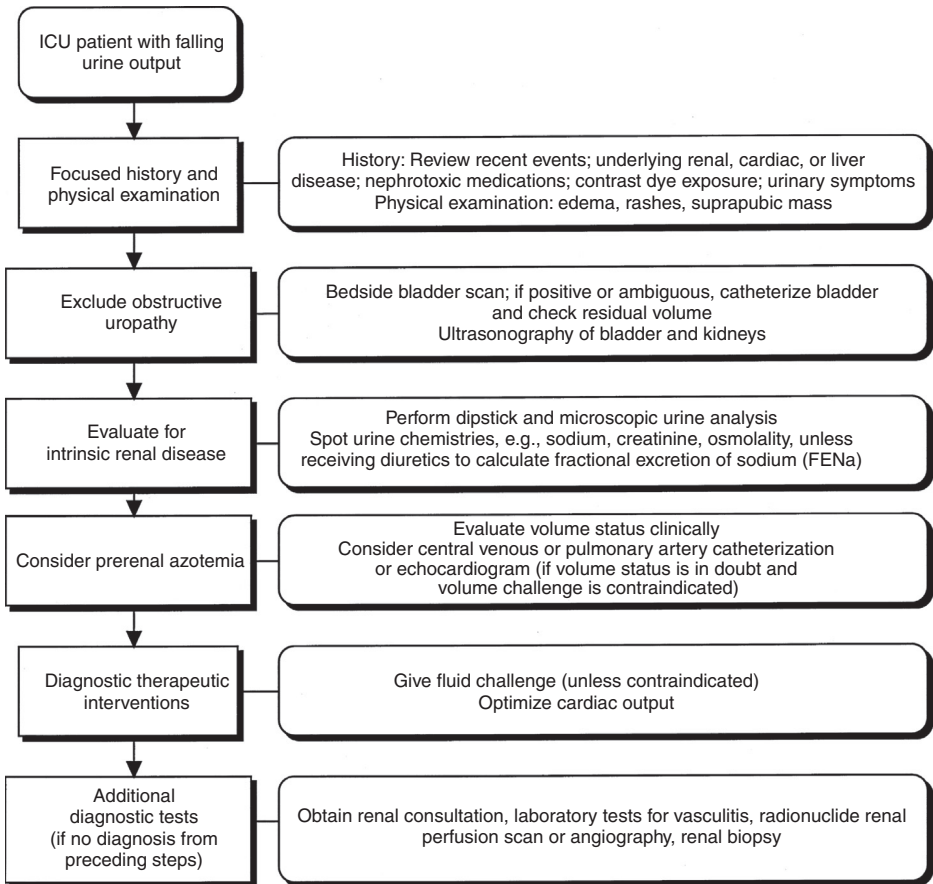 ICU patient with falling
urine output
Focused history and
physical examination
History: Review recent events; underlying renal, cardiac, or liver
disease; nephrotoxic medications; contrast dye exposure; urinary symptoms
Physical examination: edema, rashes, suprapubic mass
Exclude obstructive
uropathy
Bedside bladder scan; if positive or ambiguous, catheterize bladder
and check residual volume
Ultrasonography of bladder and kidneys
Evaluate for
intrinsic renal disease
Perform dipstick and microscopic urine analysis
Spot urine chemistries, e.g., sodium, creatinine, osmolality, unless
receiving diuretics to calculate fractional excretion of sodium (FENa)
Consider prerenal azotemia
Evaluate volume status clinically
Consider central venous or pulmonary artery catheterization
or echocardiogram (if volume status is in doubt and
volume challenge is contraindicated)
Diagnostic therapeutic
interventions
Give fluid challenge (unless contraindicated)
Optimize cardiac output
Additional
diagnostic tests
(if no diagnosis from
preceding steps)
Obtain renal consultation, laboratory tests for vasculitis, radionuclide renal
perfusion scan or angiography, renal biopsy